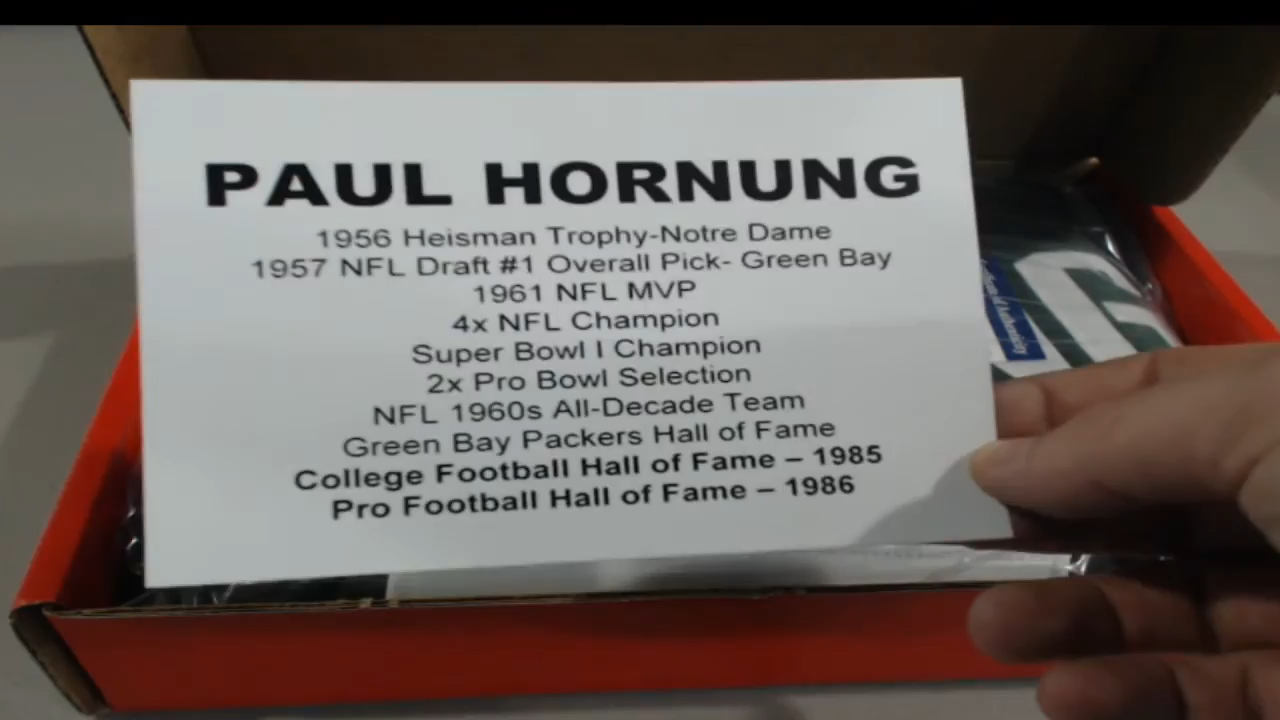 PAUL HORNUNG
1956 Heisman Trophy-Notre Dame
1957 NFL Draft #1 Overall Pick- Green Bay
1961 NFL MVP
4x NFL Champion
Super Bowl I Champion
2x Pro Bowl Selection
NFL 1960s All-Decade Team
Green Bay Packers Hall of Fame
College Football Hall of Fame – 1985
Pro Football Hall of Fame – 1986